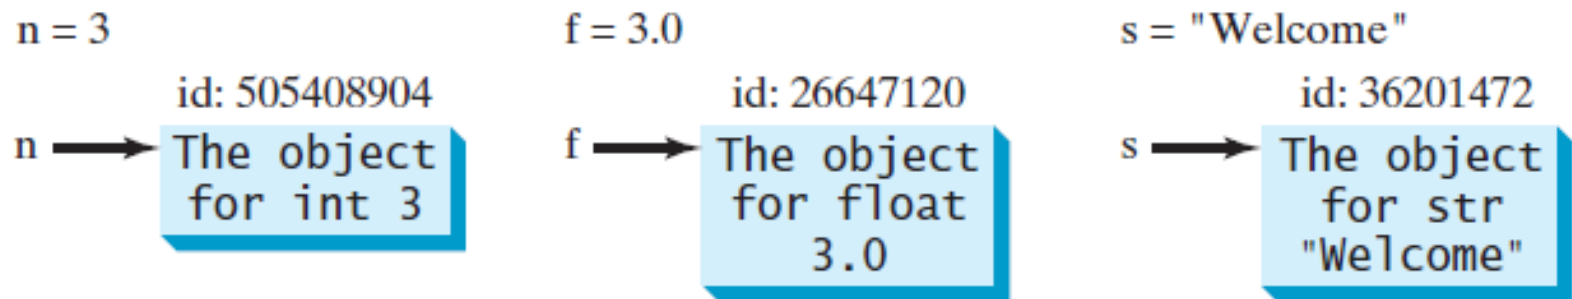 n = 3
id: 505408904
n
The object
for int 3
f = 3.0
id: 26647120
f
The object
for float
3.0
s = "Welcome"
id: 36201472
s
The object
for str
"Welcome"